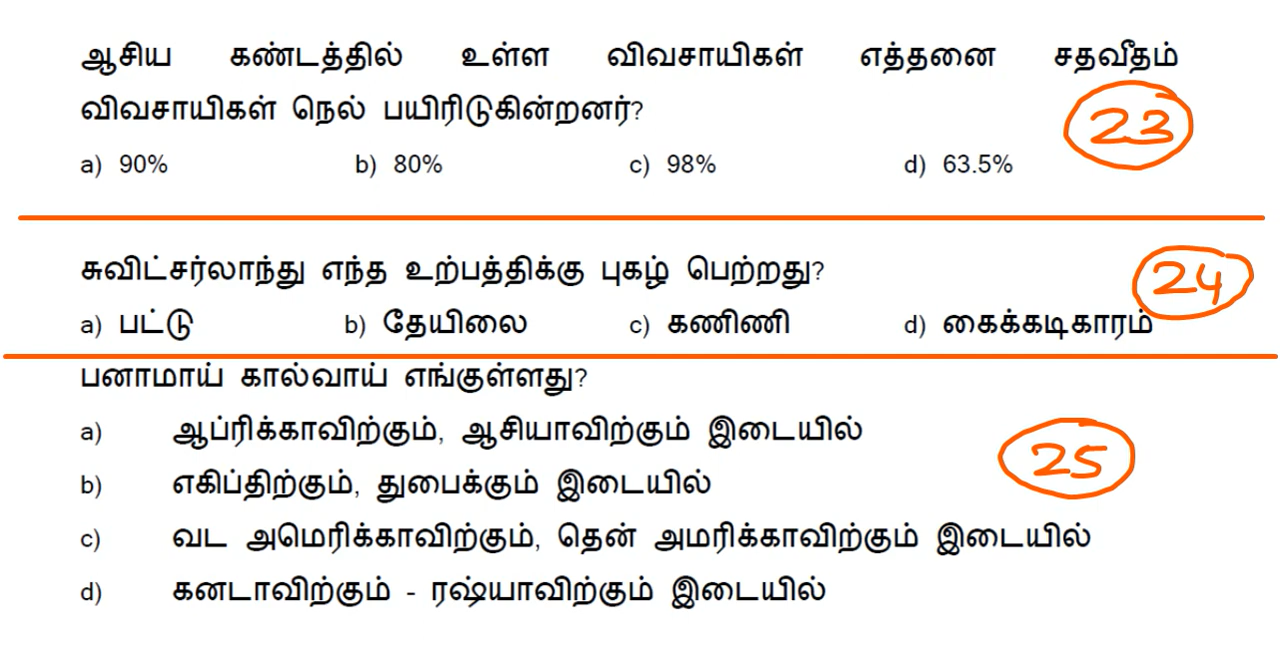 ஆசிய கண்டத்தில் உள்ள விவசாயிகள் எத்தனை சதவீதம்
விவசாயிகள் நெல் பயிரிடுகின்றனர்?
23
a) 90% b) 80% c) 98% d) 63.5%
சுவிட்சர்லாந்து எந்த உற்பத்திக்கு புகழ் பெற்றது?
24
a) பட்டு b) தேயிலை c) கணிணி d) கைக்கடிகாரம்
பனாமாய் கால்வாய் எங்குள்ளது?
a) ஆப்ரிக்காவிற்கும், ஆசியாவிற்கும் இடையில்
25
b) எகிப்திற்கும், துபைக்கும் இடையில்
c) வட அமெரிக்காவிற்கும், தென் அமரிக்காவிற்கும் இடையில்
d) கனடாவிற்கும் - ரஷ்யாவிற்கும் இடையில்